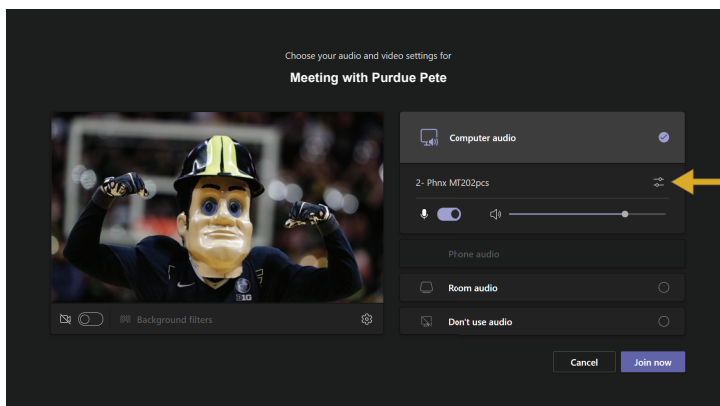 Choose your audio and video settings for
Meeting with Purdue Pete
Computer audio
2- Phnx MT202pcs
Phone audio
Room audio
Don't use audio
B1G
Background filters
Cancel
Join now